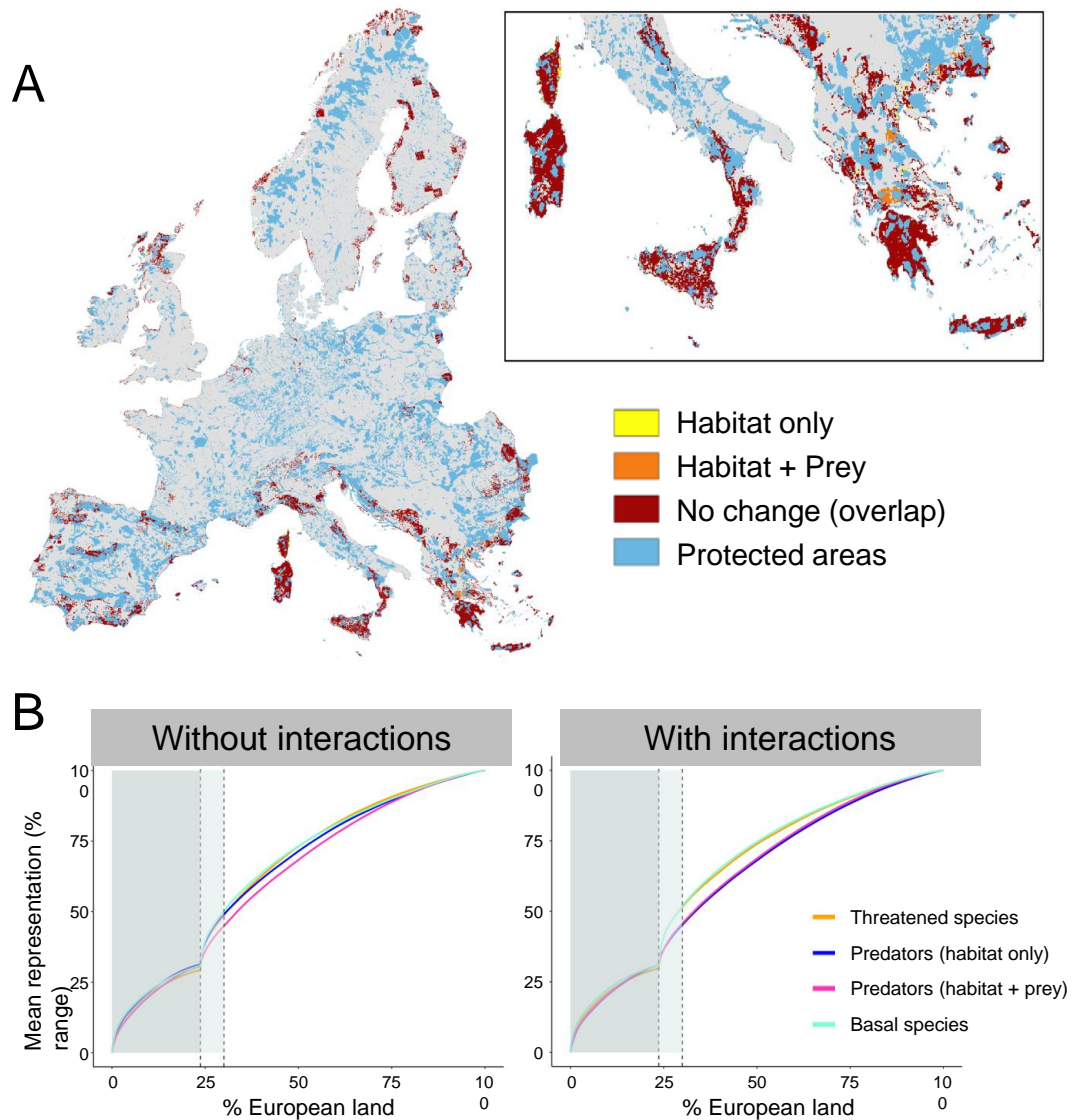 A
Habitat only
Habitat + Prey
No change (overlap)
Protected areas
B
Without interactions
With interactions
Mean representation (%
range)
10
0
75
50
25
0
0
25
50
75
10
0
% European land
10
0
75
50
25
0
0
25
50
75
10
0
% European land
Threatened species
Predators (habitat only)
Predators (habitat + prey)
Basal species